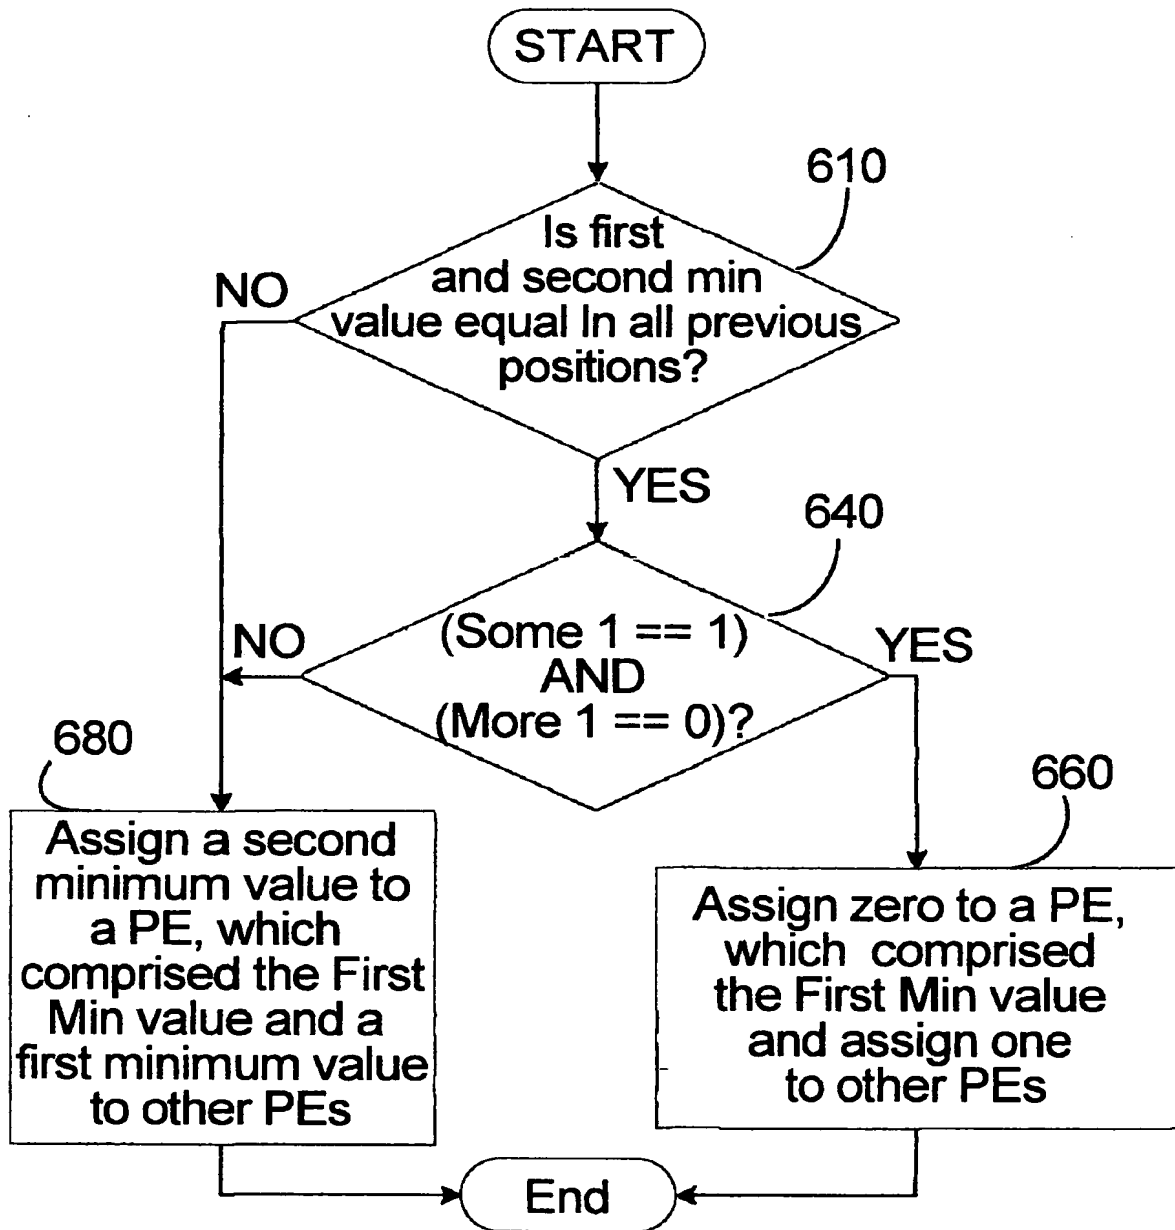 START
610
Is first
and second min
value equal In all previous
positions?
NO
YES
640
(Some 1 == 1)
AND
(More 1 == 0)?
NO
YES
680
Assign a second
minimum value to
a PE, which
comprised the First
Min value and a
first minimum value
to other PEs
660
Assign zero to a PE,
which comprised
the First Min value
and assign one
to other PEs
End